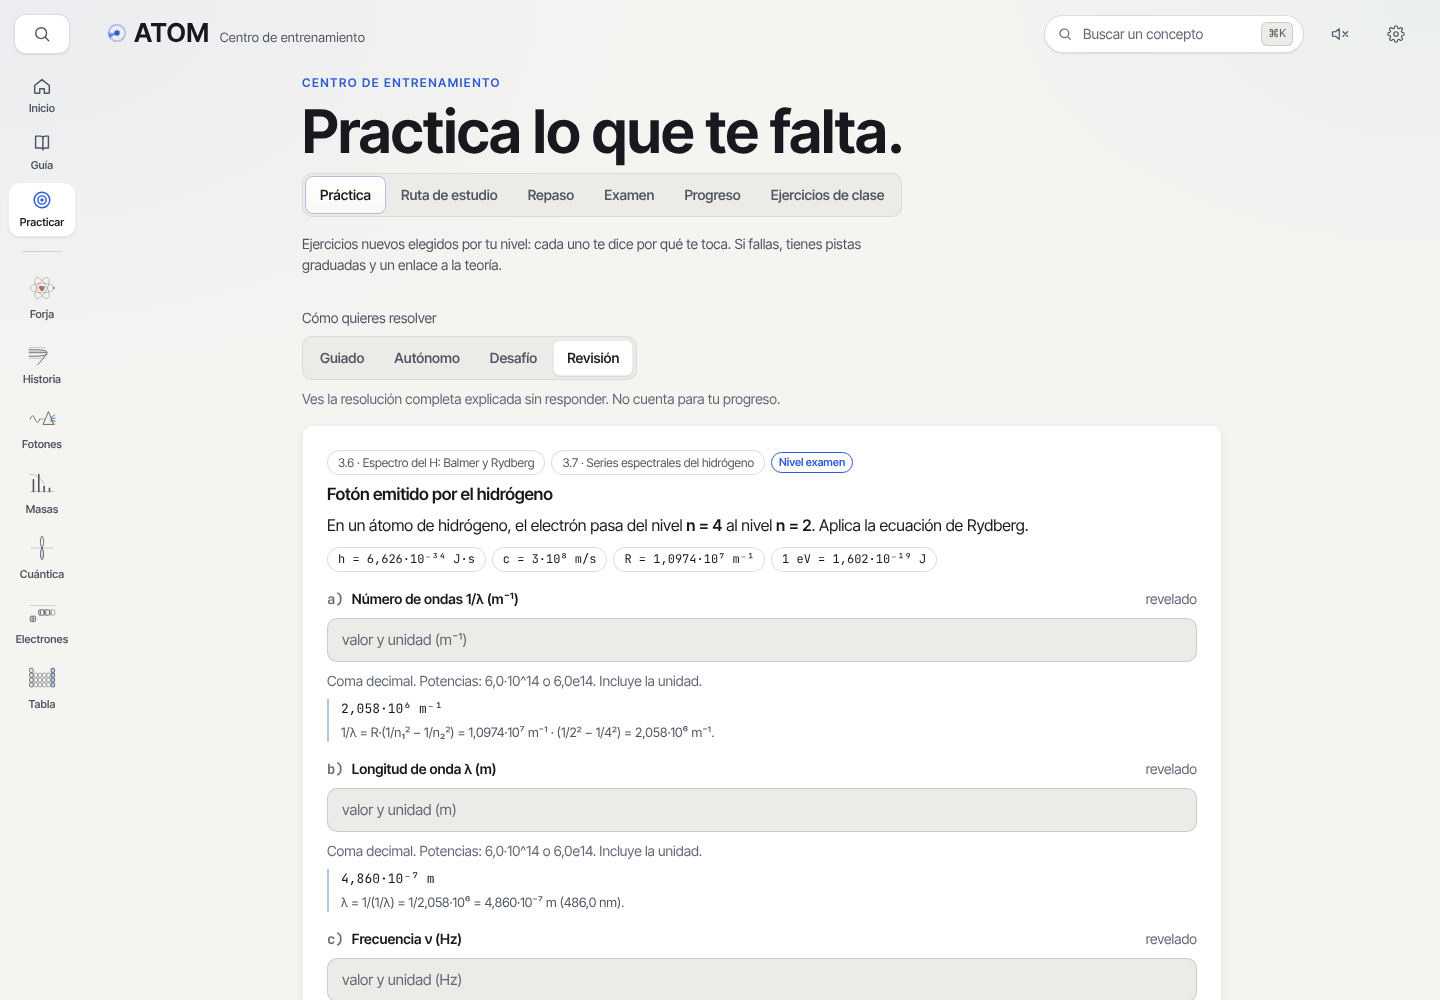 ATOM Centro de entrenamiento
Buscar un concepto ⌘K
Inicio
Guía
Practicar
Forja
Historia
Fotones
Masas
Cuántica
Electrones
Tabla
CENTRO DE ENTRENAMIENTO
Practica lo que te falta.
Práctica Ruta de estudio Repaso Examen Progreso Ejercicios de clase
Ejercicios nuevos elegidos por tu nivel: cada uno te dice por qué te toca. Si fallas, tienes pistas
graduadas y un enlace a la teoría.
Cómo quieres resolver
Guiado Autónomo Desafío Revisión
Ves la resolución completa explicada sin responder. No cuenta para tu progreso.
3.6 · Espectro del H: Balmer y Rydberg 3.7 · Series espectrales del hidrógeno Nivel examen
Fotón emitido por el hidrógeno
En un átomo de hidrógeno, el electrón pasa del nivel n = 4 al nivel n = 2. Aplica la ecuación de Rydberg.
h = 6,626·10⁻³⁴ J·s c = 3·10⁸ m/s R = 1,0974·10⁷ m⁻¹ 1 eV = 1,602·10⁻¹⁹ J
a) Número de ondas 1/λ (m⁻¹) revelado
valor y unidad (m⁻¹)
Coma decimal. Potencias: 6,0·10^14 o 6,0e14. Incluye la unidad.
2,058·10⁶ m⁻¹
1/λ = R·(1/n₁² − 1/n₂²) = 1,0974·10⁷ m⁻¹ · (1/2² − 1/4²) = 2,058·10⁶ m⁻¹.
b) Longitud de onda λ (m) revelado
valor y unidad (m)
Coma decimal. Potencias: 6,0·10^14 o 6,0e14. Incluye la unidad.
4,860·10⁻⁷ m
λ = 1/(1/λ) = 1/2,058·10⁶ = 4,860·10⁻⁷ m (486,0 nm).
c) Frecuencia ν (Hz) revelado
valor y unidad (Hz)